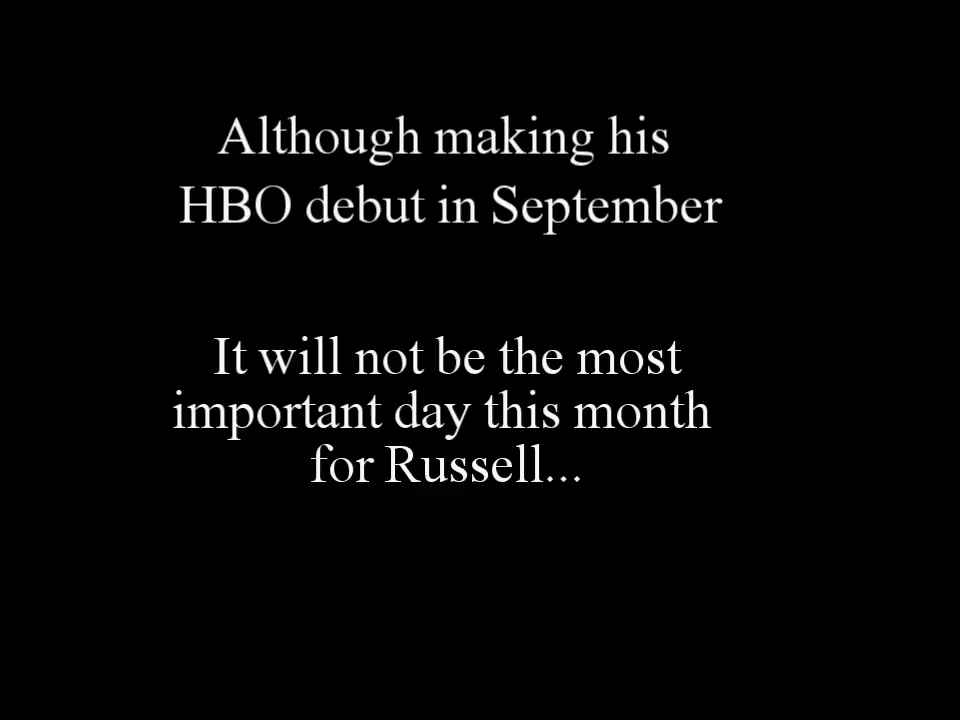 Although making his
HBO debut in September
It will not be the most
important day this month
for Russell...